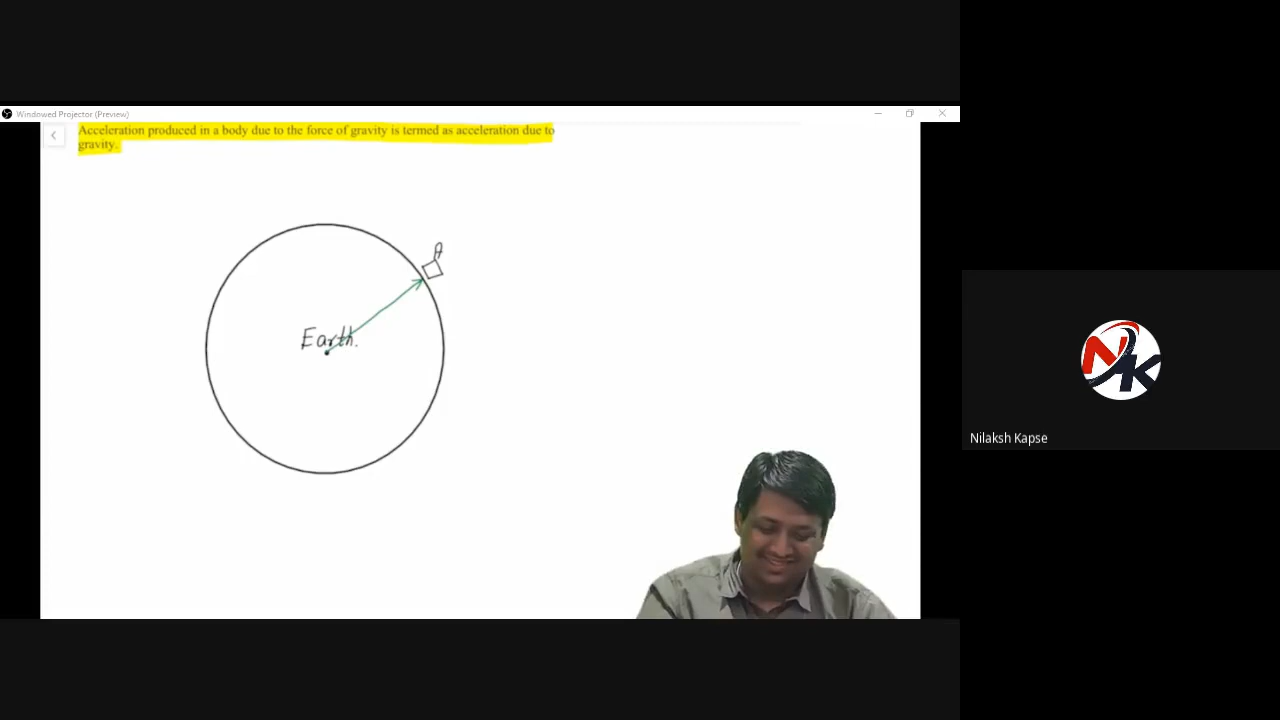 Windowed Projector (Preview)
Acceleration produced in a body due to the force of gravity is termed as acceleration due to
gravity.
A
Earth.
NK
Nilaksh Kapse